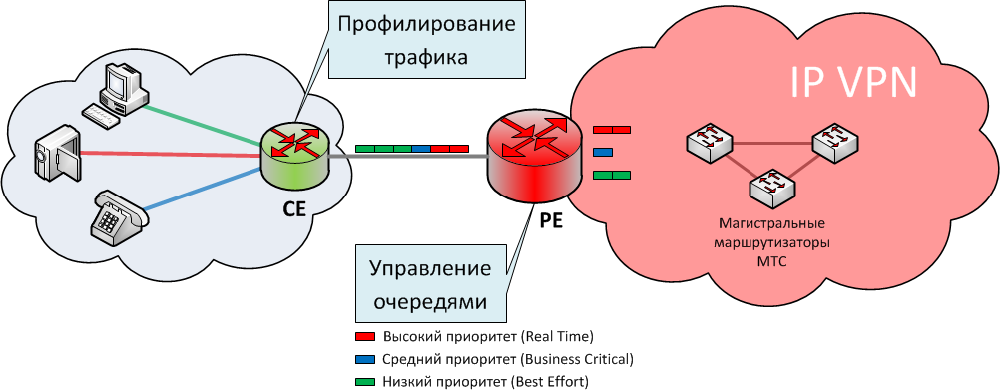 Профилирование
трафика
IP VPN
CE
PE
Магистральные
маршрутизаторы
МТС
Управление
очередями
Высокий приоритет (Real Time)
Средний приоритет (Business Critical)
Низкий приоритет (Best Effort)